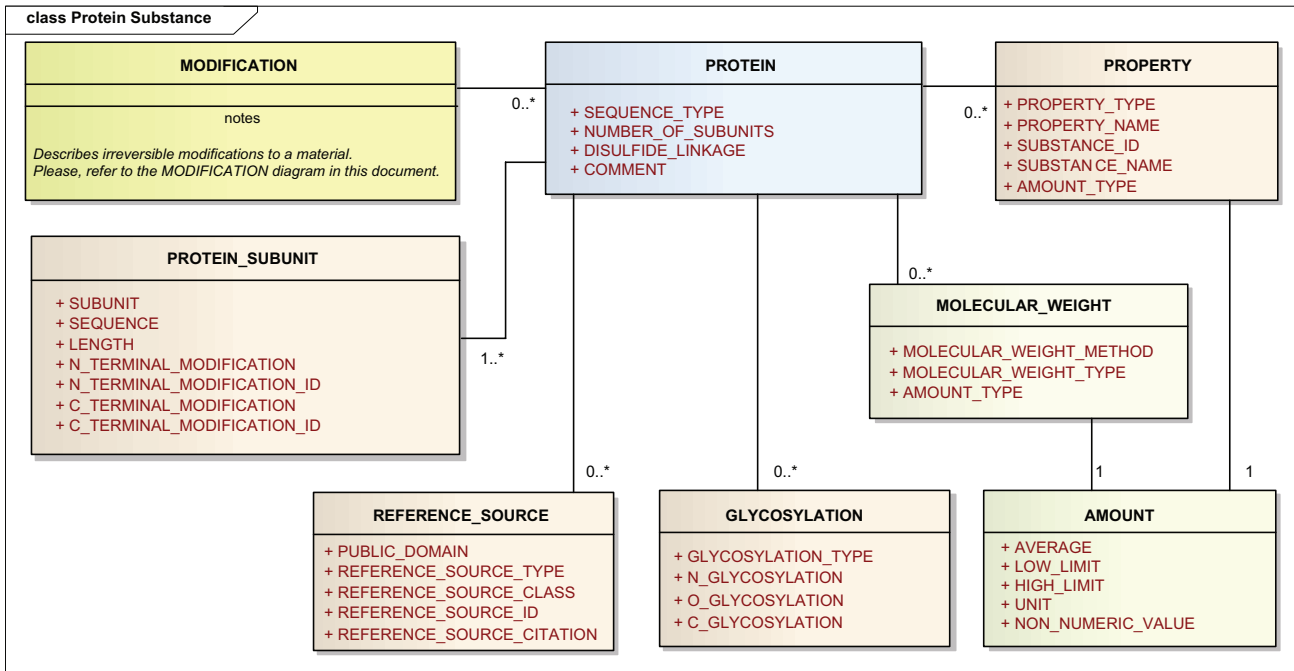 class Protein Substance
MODIFICATION
notes
Describes irreversible modifications to a material.
Please, refer to the MODIFICATION diagram in this document.
0..*
PROTEIN
+ SEQUENCE_TYPE
+ NUMBER_OF_SUBUNITS
+ DISULFIDE_LINKAGE
+ COMMENT
0..*
PROPERTY
+ PROPERTY_TYPE
+ PROPERTY_NAME
+ SUBSTANCE_ID
+ SUBSTANCE_NAME
+ AMOUNT_TYPE
PROTEIN_SUBUNIT
+ SUBUNIT
+ SEQUENCE
+ LENGTH
+ N_TERMINAL_MODIFICATION
+ N_TERMINAL_MODIFICATION_ID
+ C_TERMINAL_MODIFICATION
+ C_TERMINAL_MODIFICATION_ID
1..*
0..*
MOLECULAR_WEIGHT
+ MOLECULAR_WEIGHT_METHOD
+ MOLECULAR_WEIGHT_TYPE
+ AMOUNT_TYPE
0..*
REFERENCE_SOURCE
+ PUBLIC_DOMAIN
+ REFERENCE_SOURCE_TYPE
+ REFERENCE_SOURCE_CLASS
+ REFERENCE_SOURCE_ID
+ REFERENCE_SOURCE_CITATION
0..*
GLYCOSYLATION
+ GLYCOSYLATION_TYPE
+ N_GLYCOSYLATION
+ O_GLYCOSYLATION
+ C_GLYCOSYLATION
1
1
AMOUNT
+ AVERAGE
+ LOW_LIMIT
+ HIGH_LIMIT
+ UNIT
+ NON_NUMERIC_VALUE